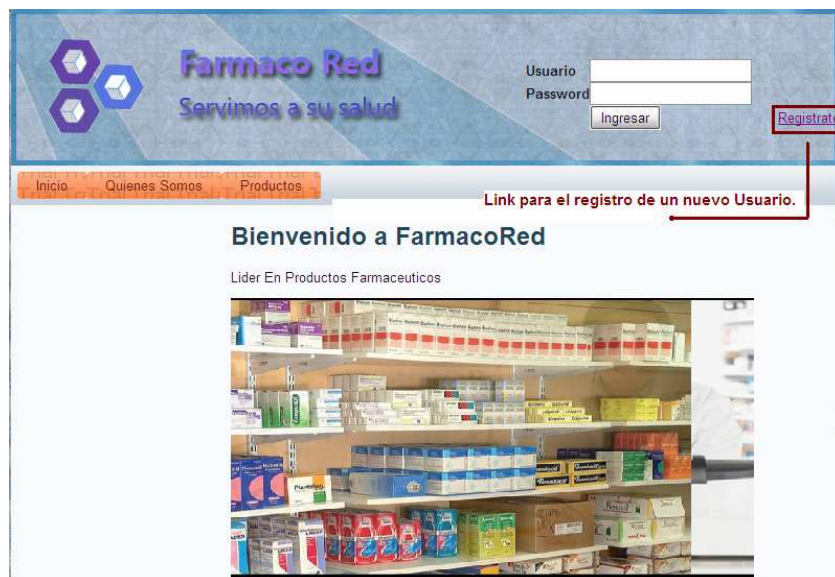 Farmaco Red
Servimos a su salud
Usuario
Password
Ingresar
Registrate
Inicio
Quienes Somos
Productos
Link para el registro de un nuevo Usuario.
Bienvenido a FarmacoRed
Lider En Productos Farmaceuticos